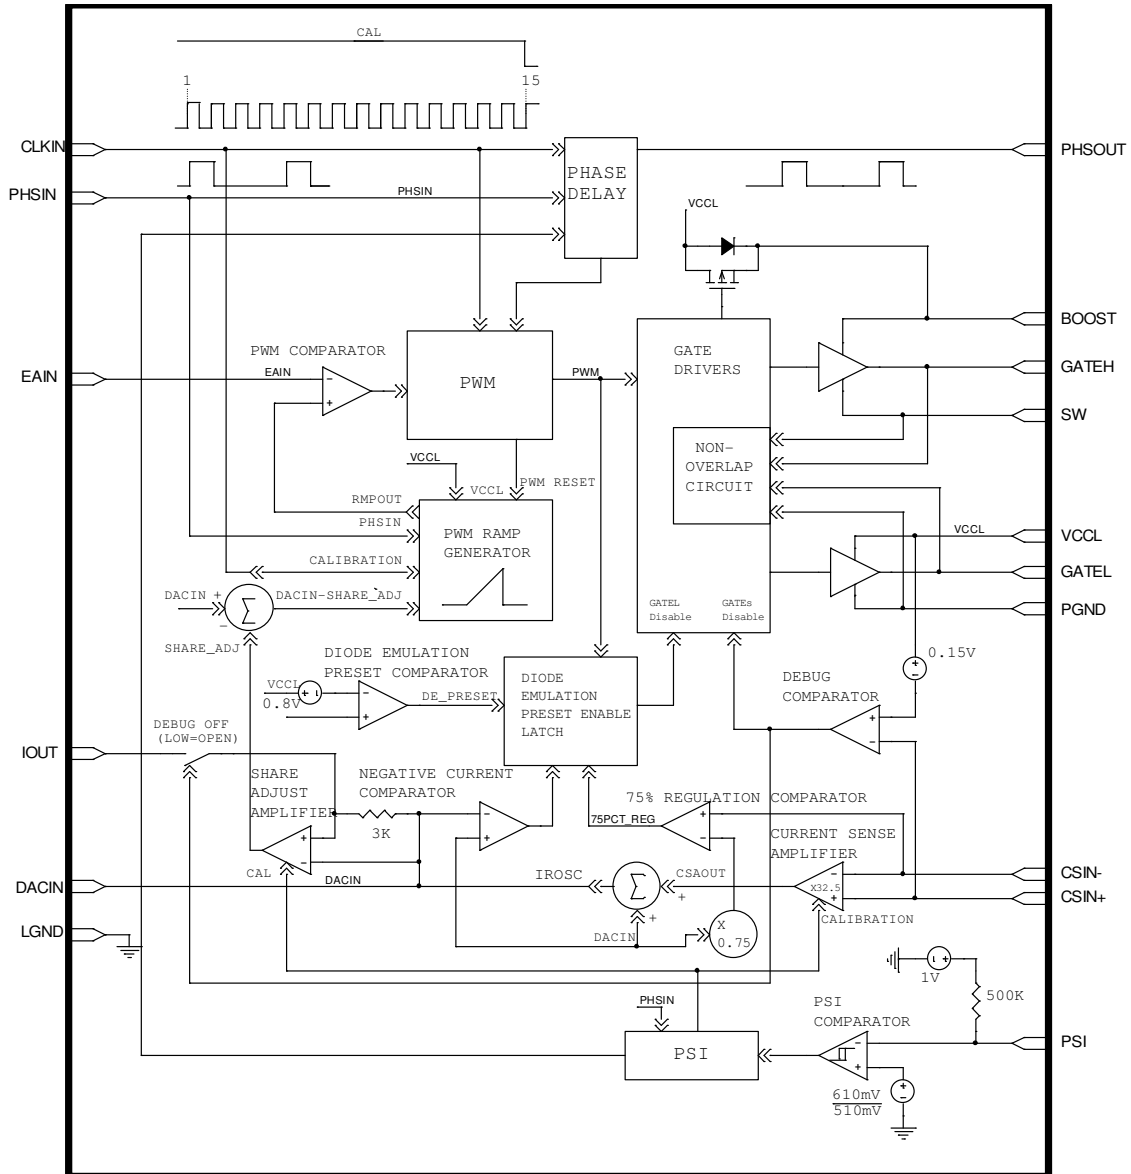 CAL
1
15
CLKIN
PHSOUT
PHASE
DELAY
PHSIN
PHSIN
VCCL
BOOST
PWM COMPARATOR
GATE
DRIVERS
EAIN
EAIN
PWM
PWM
GATEH
SW
NON-
OVERLAP
CIRCUIT
VCCL
VCCL
PWM RESET
RMPOUT
PHSIN
PWM RAMP
GENERATOR
VCCL
VCCL
CALIBRATION
GATEL
DACIN
+
Σ
−
DACIN-SHARE_ADJ
GATEL
Disable
GATEs
Disable
PGND
SHARE_ADJ
0.15V
DIODE EMULATION
PRESET COMPARATOR
DIODE
EMULATION
PRESET ENABLE
LATCH
DEBUG
COMPARATOR
VCCL
0.8V
DE_PRESET
DEBUG OFF
(LOW=OPEN)
IOUT
SHARE
ADJUST
AMPLIFIER
NEGATIVE CURRENT
COMPARATOR
75% REGULATION COMPARATOR
3K
75PCT_REG
CURRENT SENSE
AMPLIFIER
CAL
DACIN
DACIN
IROSC
Σ
+
+
CSAOUT
X32.5
CSIN-
CSIN+
CALIBRATION
LGND
DACIN
X
0.75
1V
500K
PHSIN
PSI
COMPARATOR
PSI
PSI
610mV
510mV